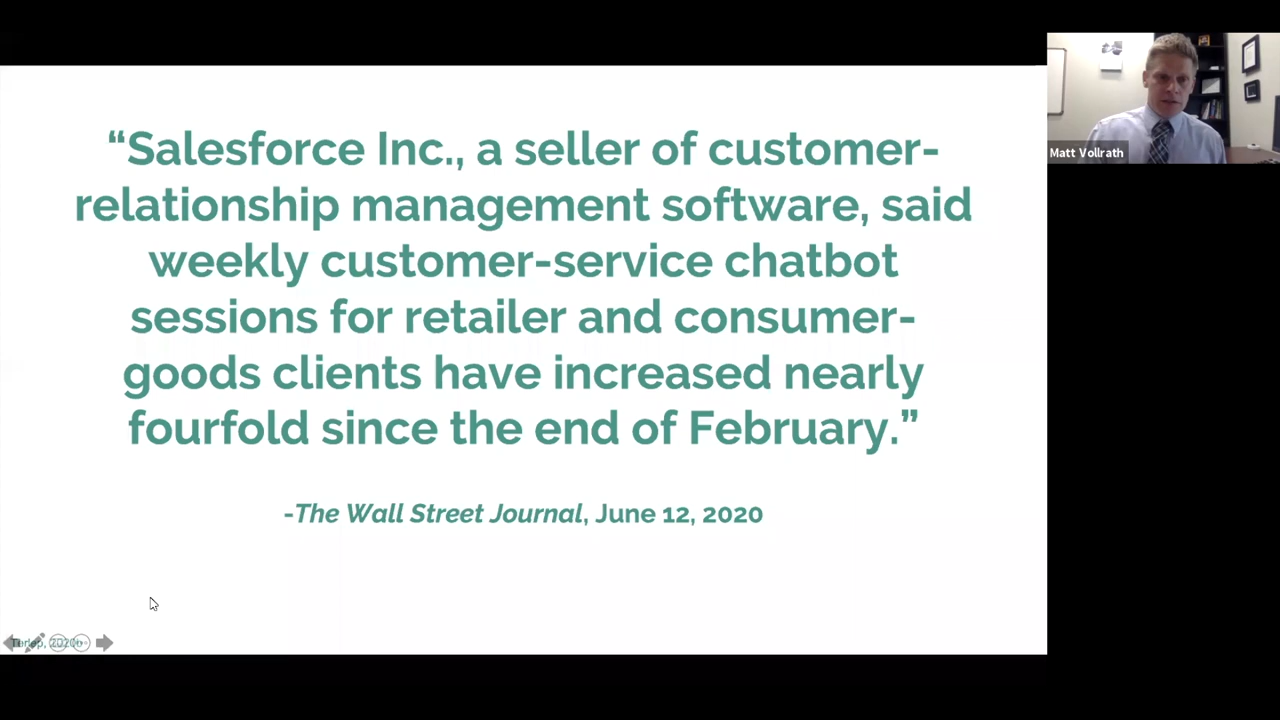 “Salesforce Inc., a seller of customer-
relationship management software, said
weekly customer-service chatbot
sessions for retailer and consumer-
goods clients have increased nearly
fourfold since the end of February.”
-The Wall Street Journal, June 12, 2020
Matt Vollrath